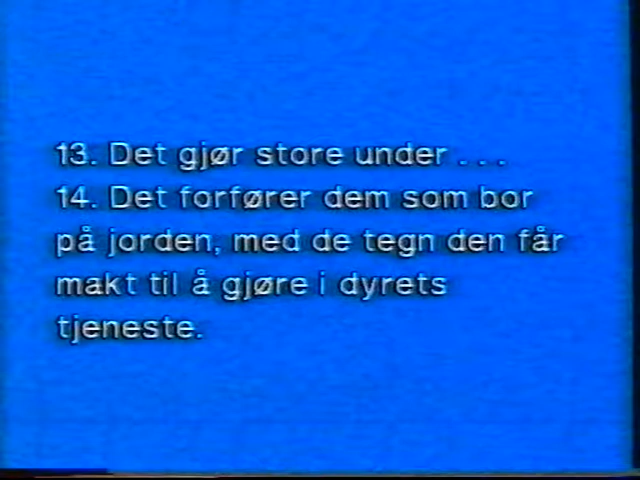 13. Det gjør store under . . .
14. Det forfører dem som bor
på jorden, med de tegn den får
makt til å gjøre i dyrets
tjeneste.